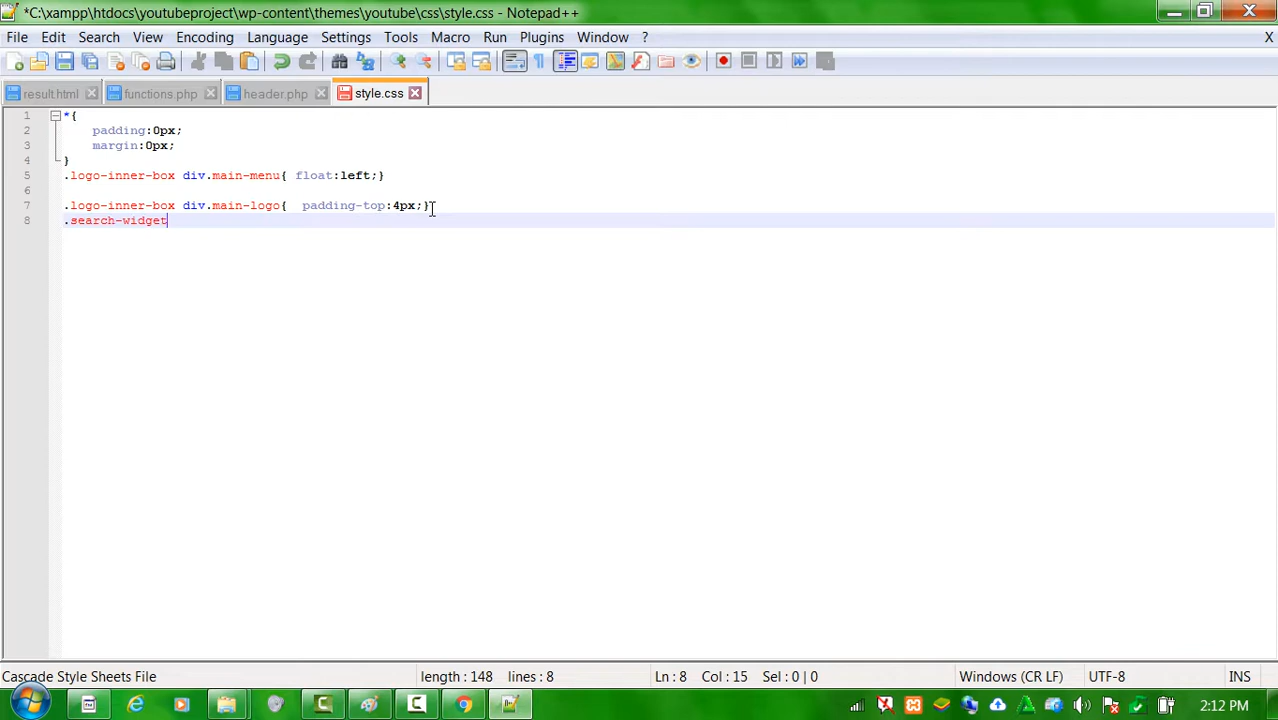 *C:\xampp\htdocs\youtubeproject\wp-content\themes\youtube\css\style.css - Notepad++
File Edit Search View Encoding Language Settings Tools Macro Run Plugins Window ? X
result.html functions.php header.php style.css
1 *{
2 padding:0px;
3 margin:0px;
4 }
5 .logo-inner-box div.main-menu{ float:left;}
6
7 .logo-inner-box div.main-logo{ padding-top:4px;}
8 .search-widget
Cascade Style Sheets File length : 148 lines : 8 Ln : 8 Col : 15 Sel : 0 | 0 Windows (CR LF) UTF-8 INS
2:12 PM